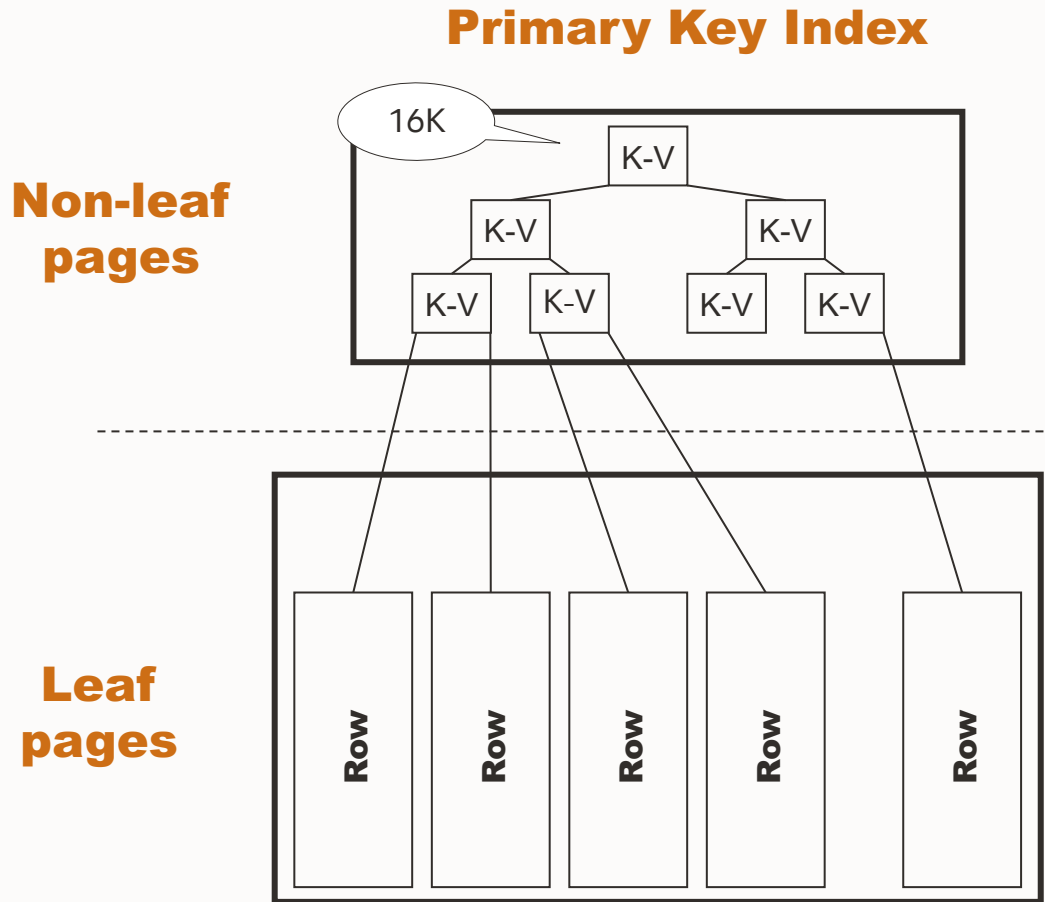 Primary Key Index
16K
K-V
Non-leaf
pages
K-V
K-V
K-V
K-V
K-V
K-V
Leaf
pages
Row
Row
Row
Row
Row